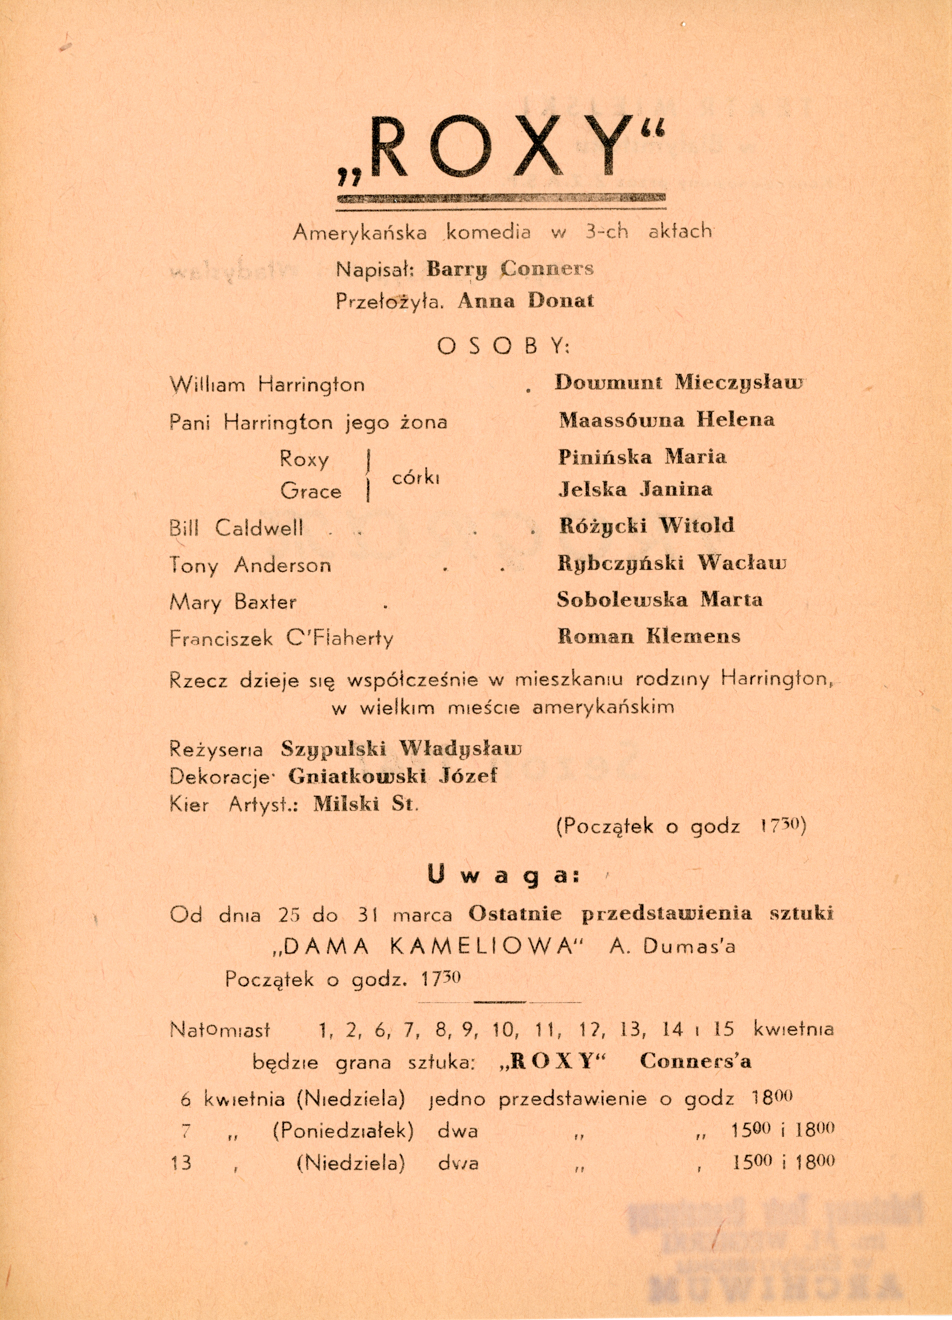 „ROXY“
Amerykańska komedia w 3-ch aktach
Napisał: Barry Conners
Przełożyła. Anna Donat
OSOBY:
William Harrington . Dowmunt Mieczysław
Pani Harrington jego żona Maassówna Helena
Roxy Pinińska Maria
córki
Grace Jelska Janina
Bill Caldwell . . . . Różycki Witold
Tony Anderson . . Rybczyński Wacław
Mary Baxter . Sobolewska Marta
Franciszek O'Flaherty Roman Klemens
Rzecz dzieje się współcześnie w mieszkaniu rodziny Harrington,
w wielkim mieście amerykańskim
Reżyseria Szypulski Władysław
Dekoracje· Gniatkowski Józef
Kier Artyst.: Milski St.
(Początek o godz 17³⁰)
Uwaga:
Od dnia 25 do 31 marca Ostatnie przedstawienia sztuki
„DAMA KAMELIOWA“ A. Dumas'a
Początek o godz. 17³⁰
Natomiast 1, 2, 6, 7, 8, 9, 10, 11, 12, 13, 14 i 15 kwietnia
będzie grana sztuka: „ROXY“ Conners'a
6 kwietnia (Niedziela) jedno przedstawienie o godz 18⁰⁰
7 „ (Poniedziałek) dwa „ „ 15⁰⁰ i 18⁰⁰
13 , (Niedziela) dwa „ , 15⁰⁰ i 18⁰⁰
ARCHIWUM